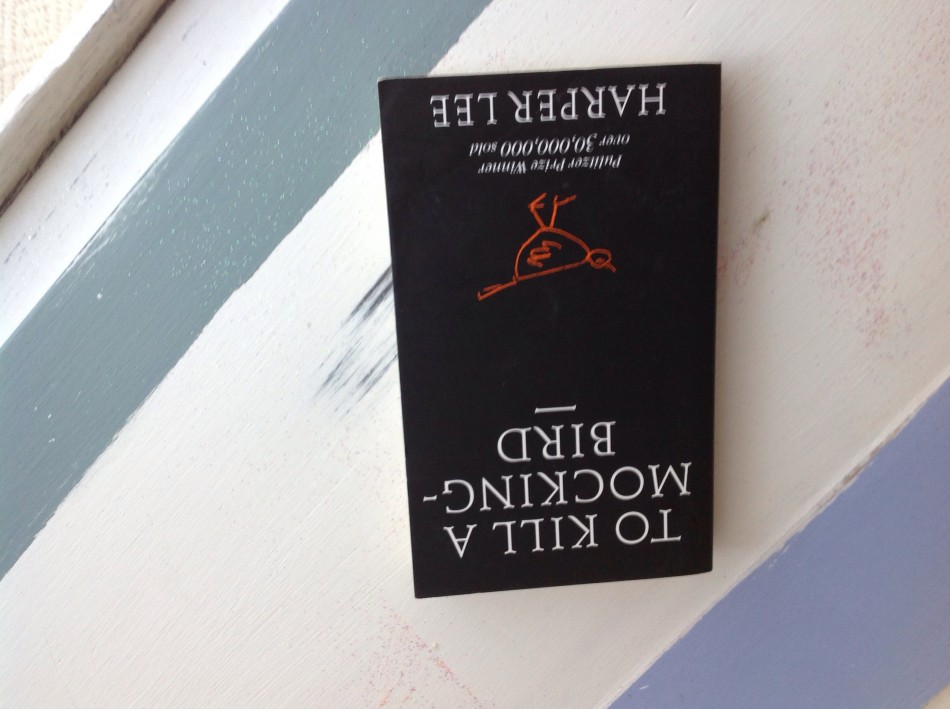 TO KILL A
MOCKING-
BIRD
Pulitzer Prize Winner
over 30,000,000 sold
HARPER LEE